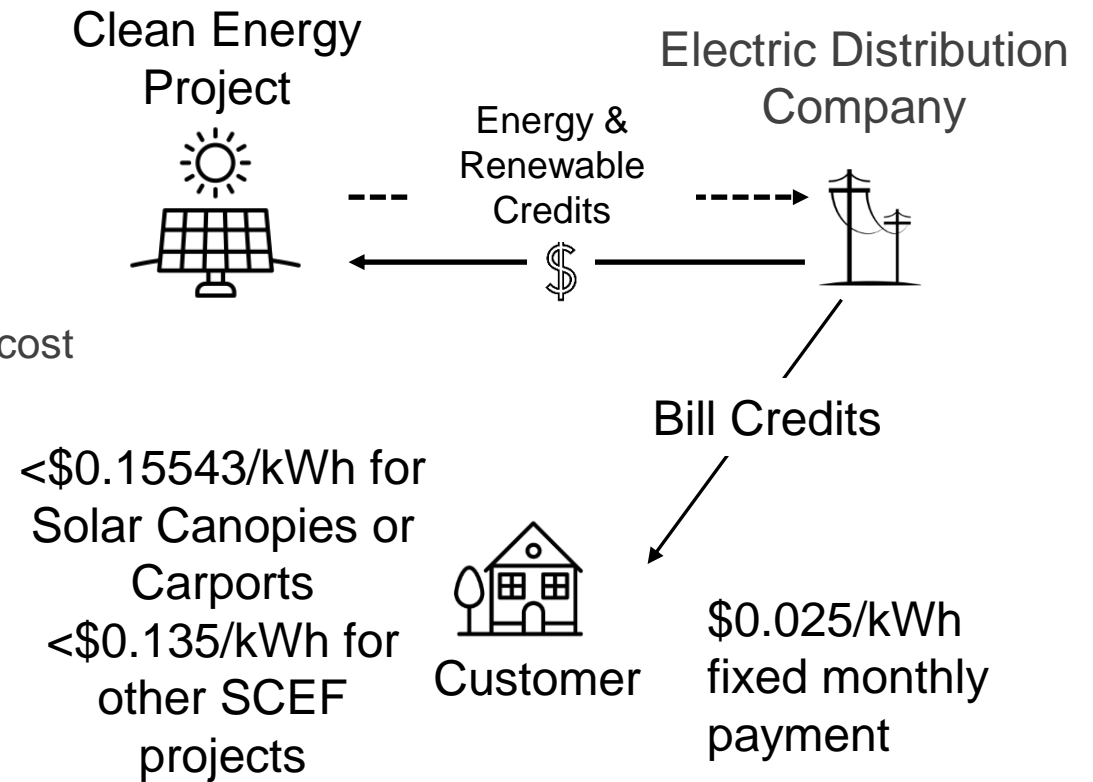 Clean Energy
Project
Electric Distribution
Company
Energy &
Renewable
Credits
$
cost
Bill Credits
<$0.15543/kWh for
Solar Canopies or
Carports
<$0.135/kWh for
other SCEF
projects
Customer
$0.025/kWh
fixed monthly
payment